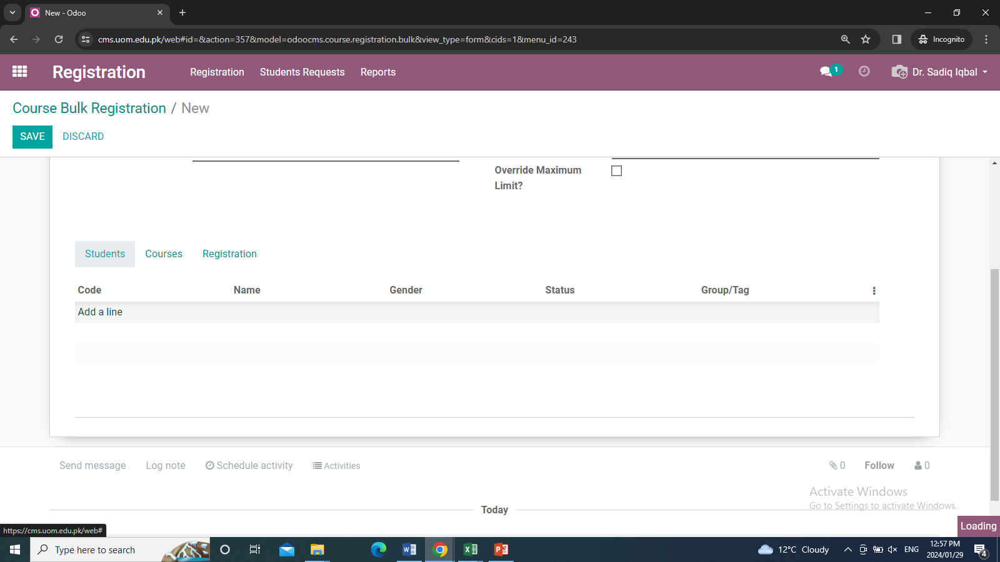 New - Odoo
cms.uom.edu.pk/web#id=&action=357&model=odoocms.course.registration.bulk&view_type=form&cids=1&menu_id=243
Incognito
Registration
Registration Students Requests Reports
1
Dr. Sadiq Iqbal
Course Bulk Registration / New
SAVE DISCARD
Override Maximum
Limit?
Students Courses Registration
Code Name Gender Status Group/Tag
Add a line
Send message Log note Schedule activity Activities 0 Follow 0
Activate Windows
Go to Settings to activate Windows.
Today
Loading
https://cms.uom.edu.pk/web#
Type here to search
12°C Cloudy
ENG
12:57 PM
2024/01/29
4